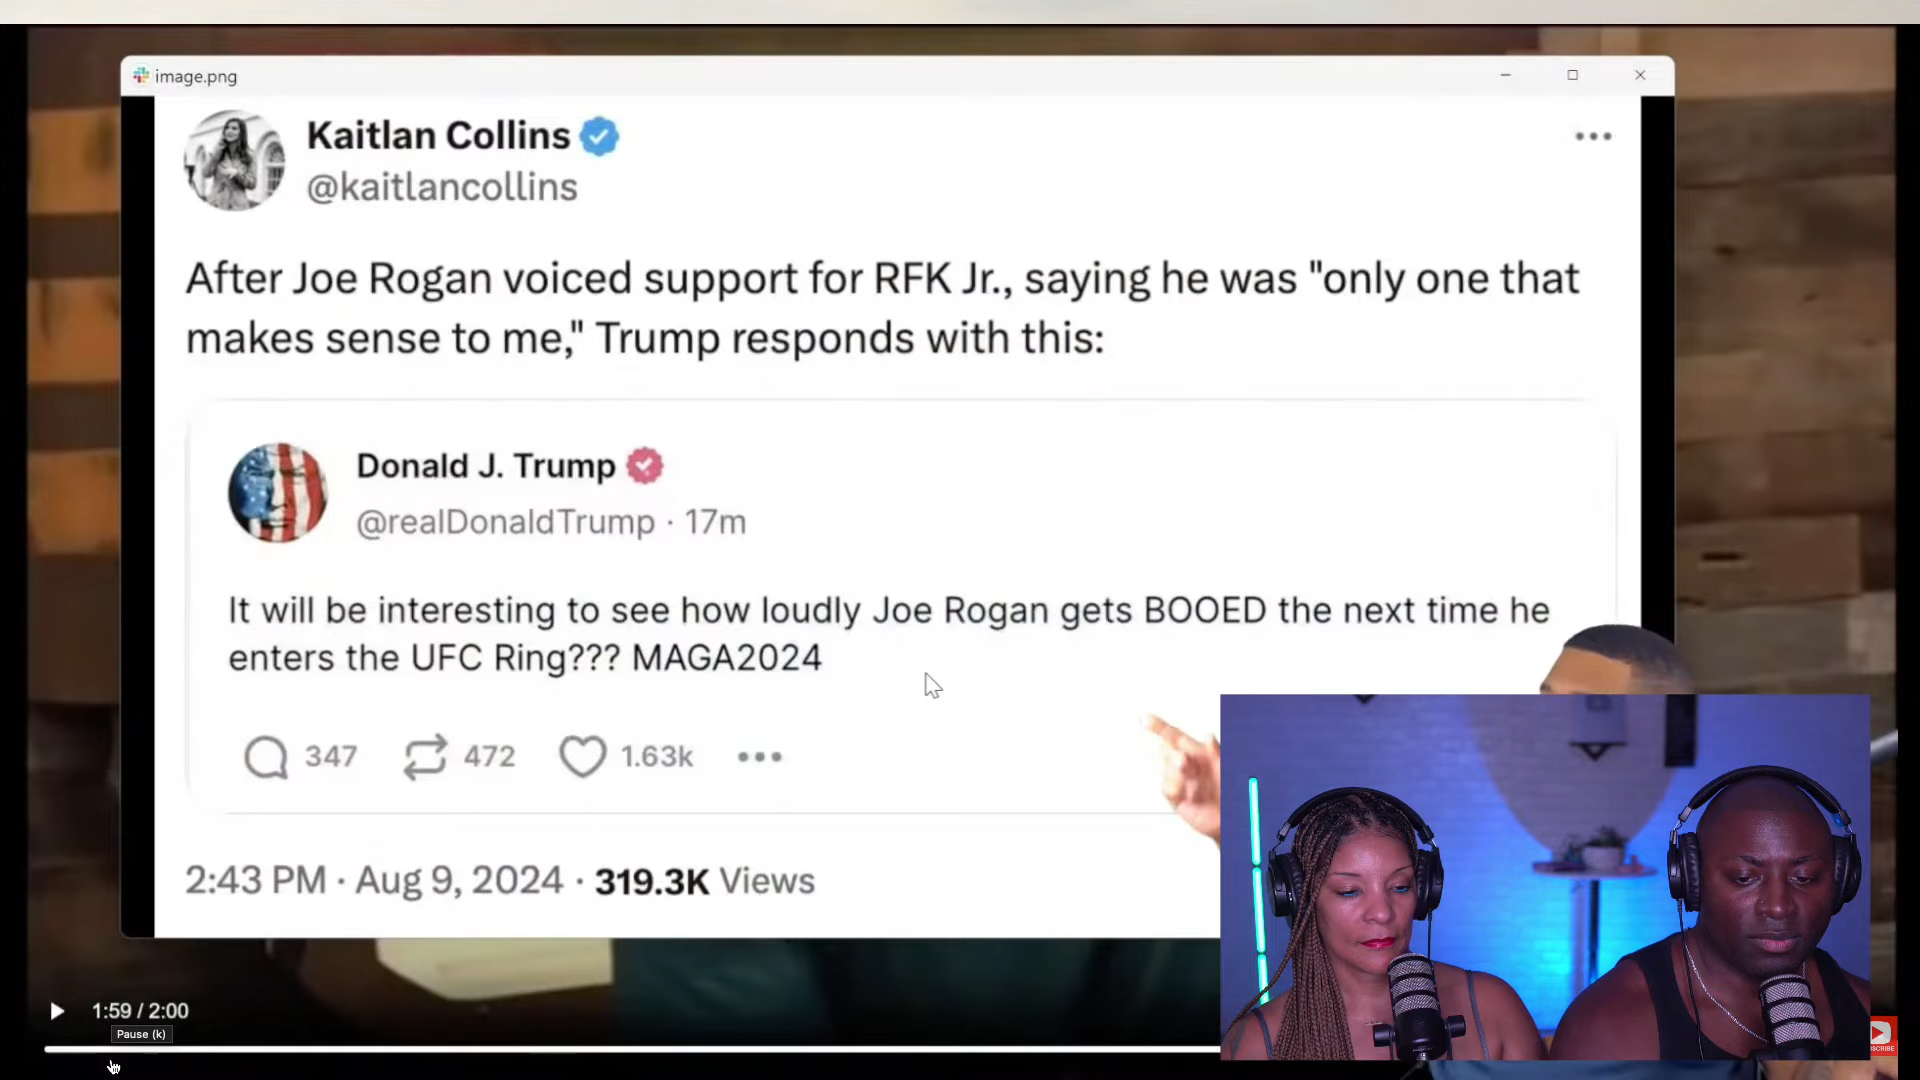 image.png
Kaitlan Collins
@kaitlancollins
After Joe Rogan voiced support for RFK Jr., saying he was "only one that
makes sense to me," Trump responds with this:
Donald J. Trump
@realDonaldTrump · 17m
It will be interesting to see how loudly Joe Rogan gets BOOED the next time he
enters the UFC Ring??? MAGA2024
347 472 1.63k
2:43 PM · Aug 9, 2024 · 319.3K Views
1:59 / 2:00
Pause (k)